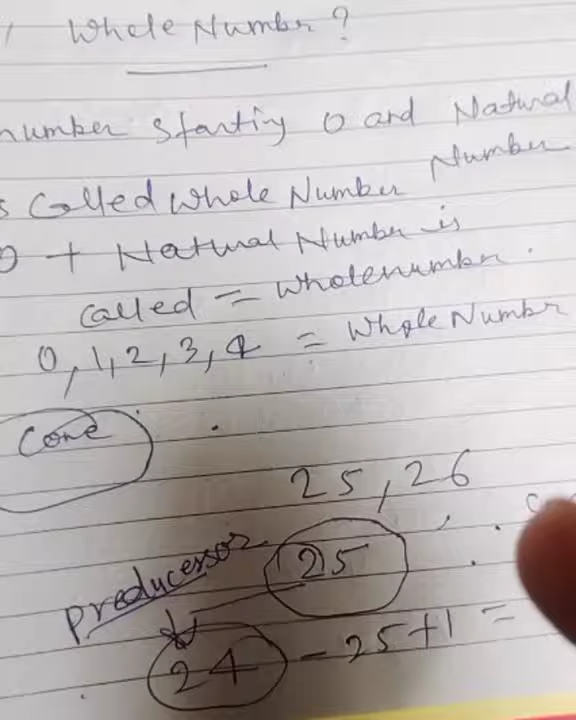 Whole Number ?
number starting 0 and Natural
Number
s Called Whole Number
0 + Natural Number is
Called = Wholenumber .
0, 1, 2, 3, 4 = Whole Number
Cone
25, 26
Producersor
25
24 - 25+1 =